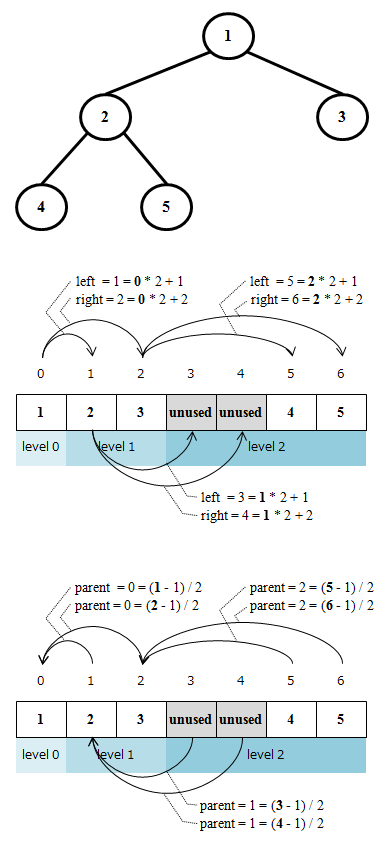 1
2
3
4
5
left = 1 = 0 * 2 + 1
right = 2 = 0 * 2 + 2
left = 5 = 2 * 2 + 1
right = 6 = 2 * 2 + 2
0 1 2 3 4 5 6
1 2 3 unused unused 4 5
level 0 level 1 level 2
left = 3 = 1 * 2 + 1
right = 4 = 1 * 2 + 2
parent = 0 = (1 - 1) / 2
parent = 0 = (2 - 1) / 2
parent = 2 = (5 - 1) / 2
parent = 2 = (6 - 1) / 2
0 1 2 3 4 5 6
1 2 3 unused unused 4 5
level 0 level 1 level 2
parent = 1 = (3 - 1) / 2
parent = 1 = (4 - 1) / 2